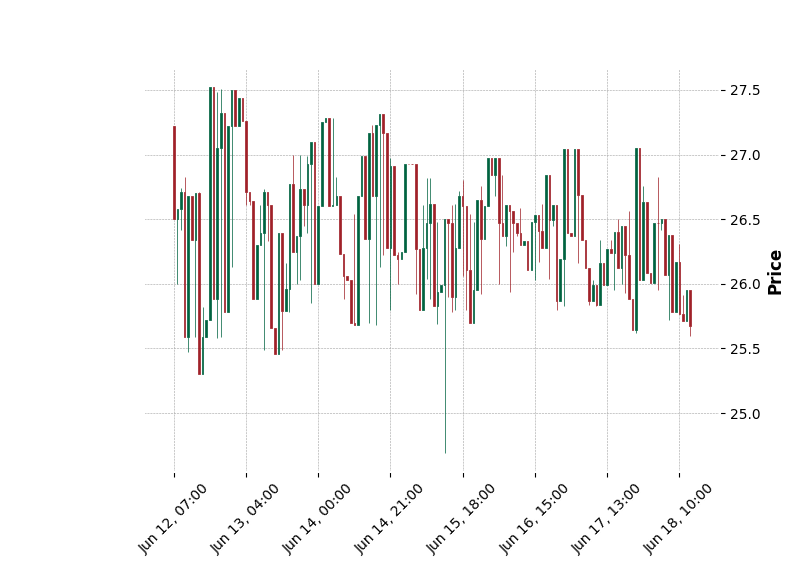 27.5
27.0
26.5
26.0
25.5
25.0
Price
Jun 12, 07:00
Jun 13, 04:00
Jun 14, 00:00
Jun 14, 21:00
Jun 15, 18:00
Jun 16, 15:00
Jun 17, 13:00
Jun 18, 10:00